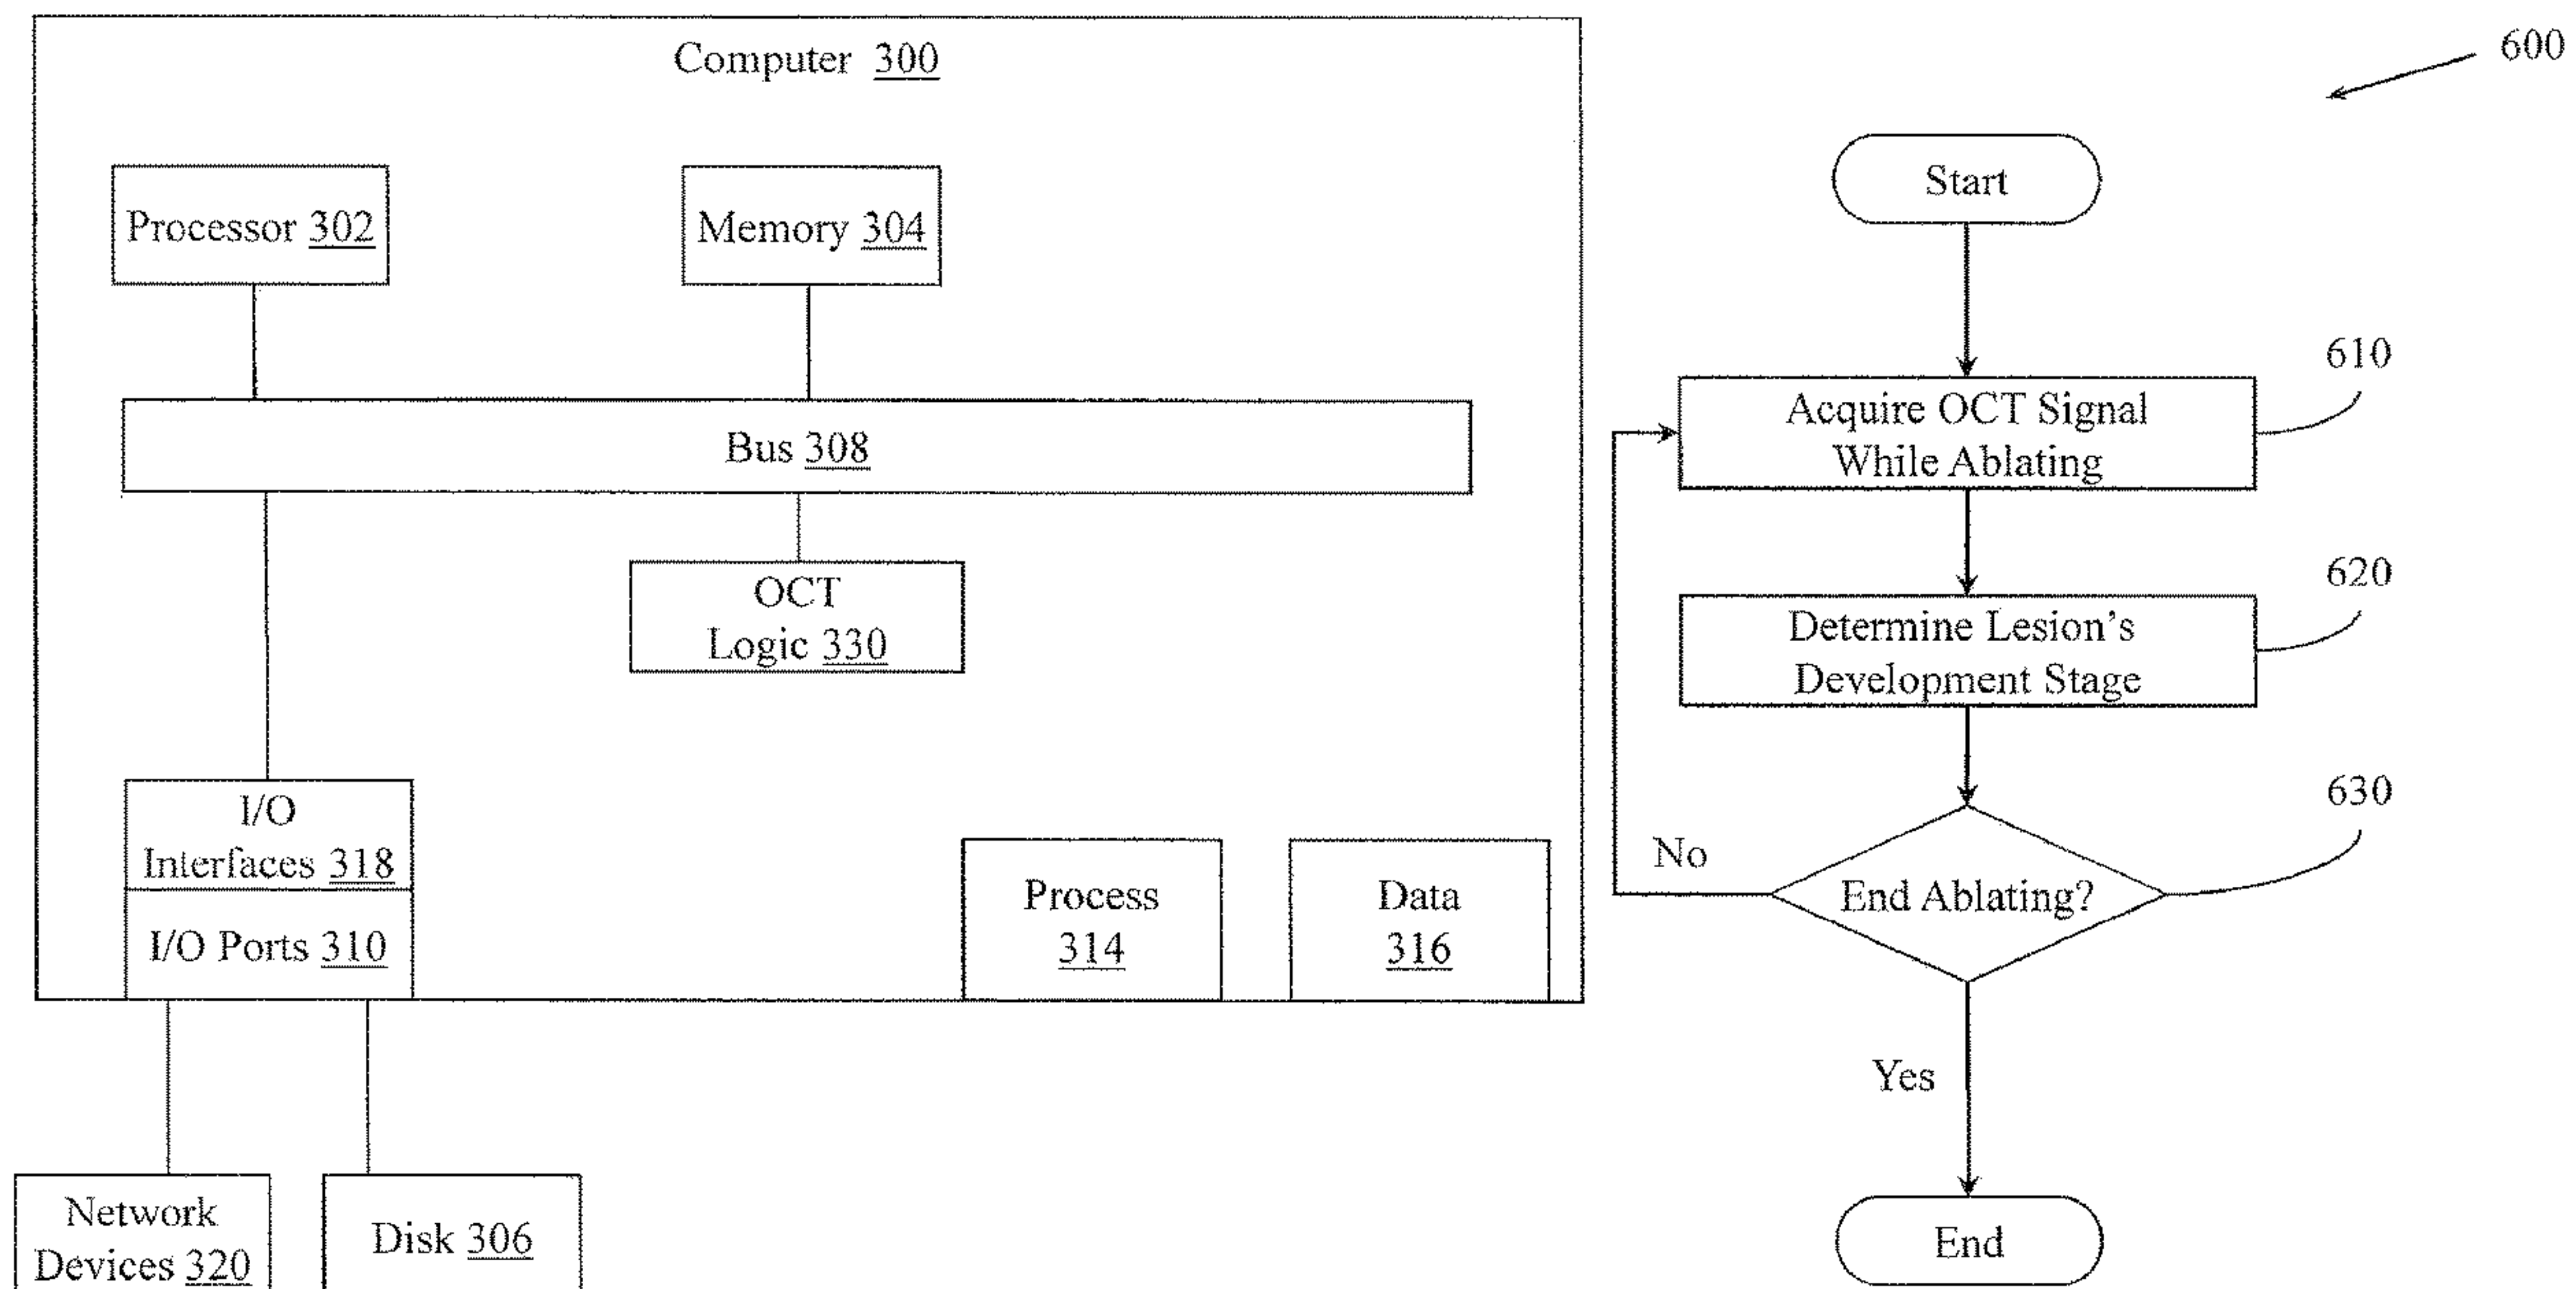 Computer 300
Processor 302
Memory 304
Bus 308
OCT
Logic 330
I/O
Interfaces 318
I/O Ports 310
Process
314
Data
316
Network
Devices 320
Disk 306
600
Start
610
Acquire OCT Signal
While Ablating
620
Determine Lesion's
Development Stage
630
No
End Ablating?
Yes
End